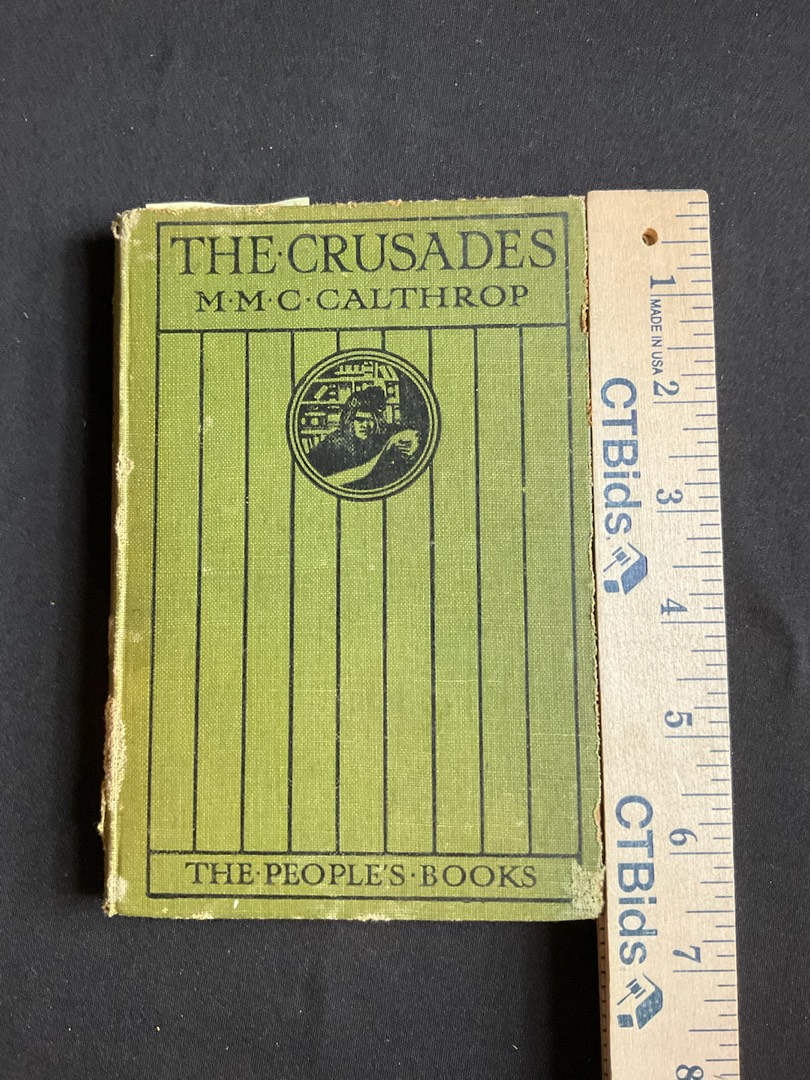 THE·CRUSADES
M·M·C·CALTHROP
THE·PEOPLE'S·BOOKS
1
MADE IN USA
2
CTBids
3
4
5
6
CTBids
7
8